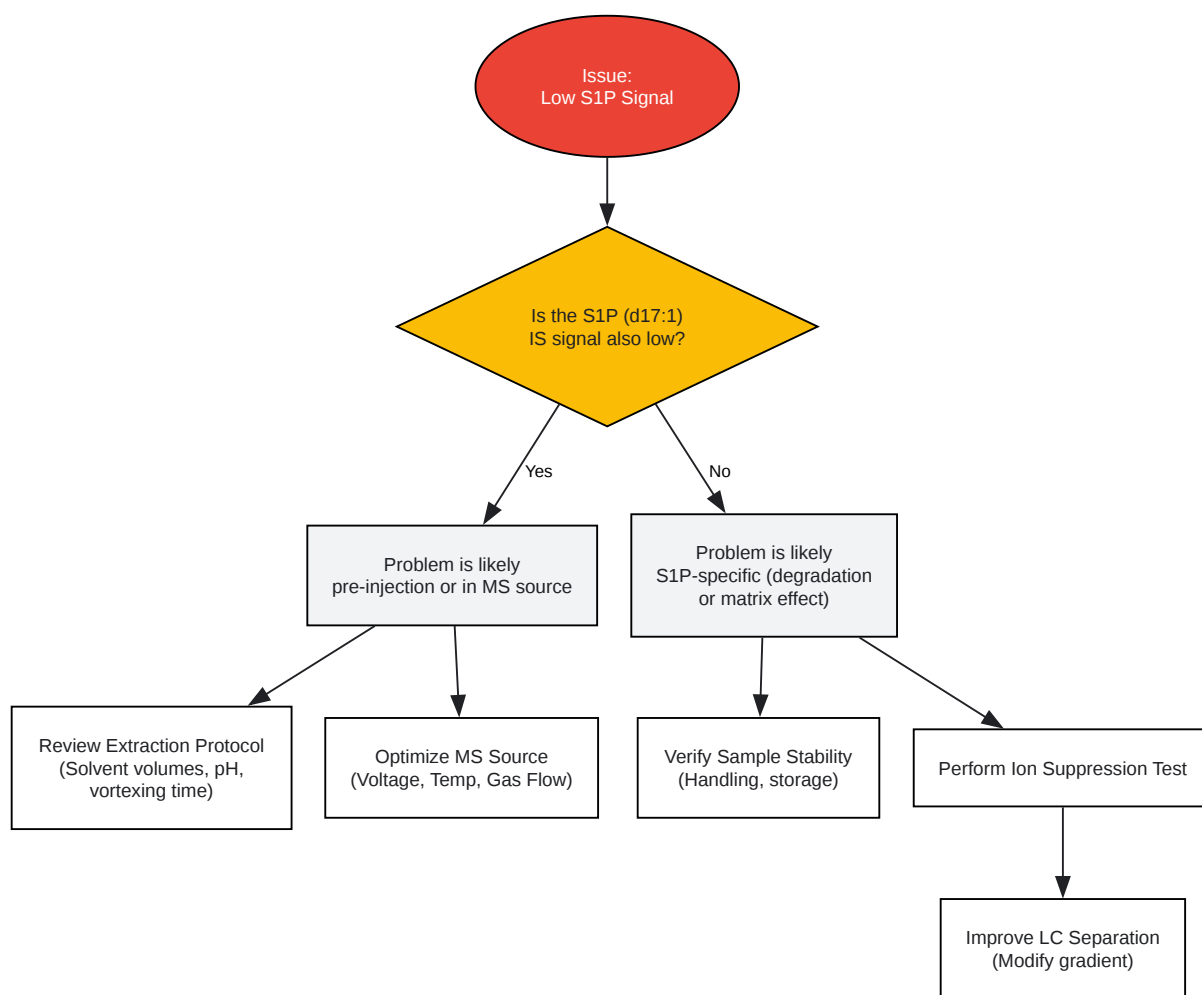 Issue:
Low S1P Signal
Is the S1P (d17:1)
IS signal also low?
Yes
No
Problem is likely
pre-injection or in MS source
Problem is likely
S1P-specific (degradation
or matrix effect)
Review Extraction Protocol
(Solvent volumes, pH,
vortexing time)
Optimize MS Source
(Voltage, Temp, Gas Flow)
Verify Sample Stability
(Handling, storage)
Perform Ion Suppression Test
Improve LC Separation
(Modify gradient)